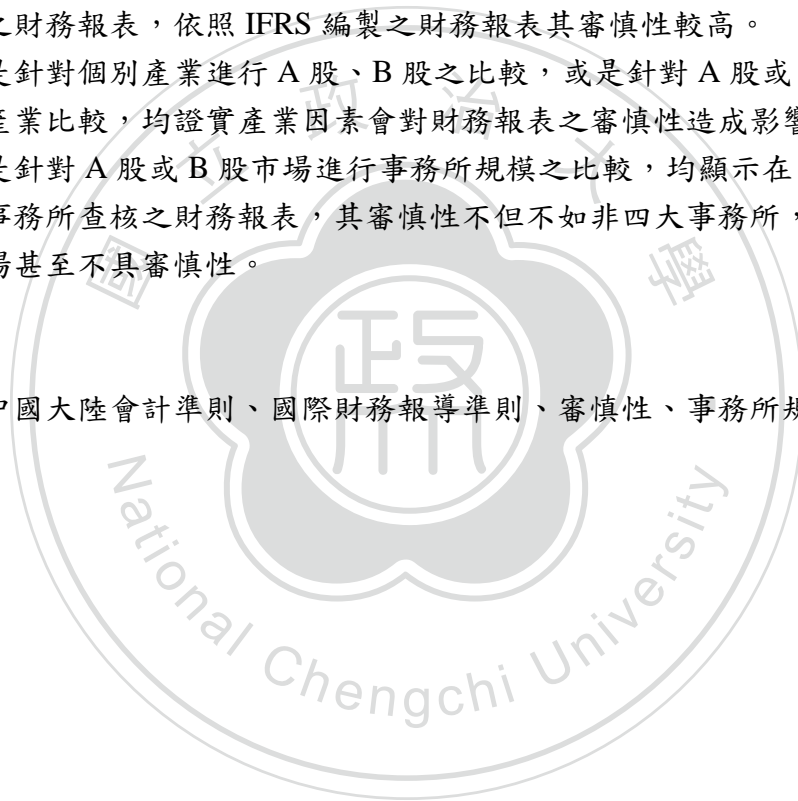 之財務報表，依照 IFRS 編製之財務報表其審慎性較高。
是針對個別產業進行 A 股、B 股之比較，或是針對 A 股或
產業比較，均證實產業因素會對財務報表之審慎性造成影響
是針對 A 股或 B 股市場進行事務所規模之比較，均顯示在
事務所查核之財務報表，其審慎性不但不如非四大事務所，
場甚至不具審慎性。
中國大陸會計準則、國際財務報導準則、審慎性、事務所規
國立政治大學
政
National Chengchi University